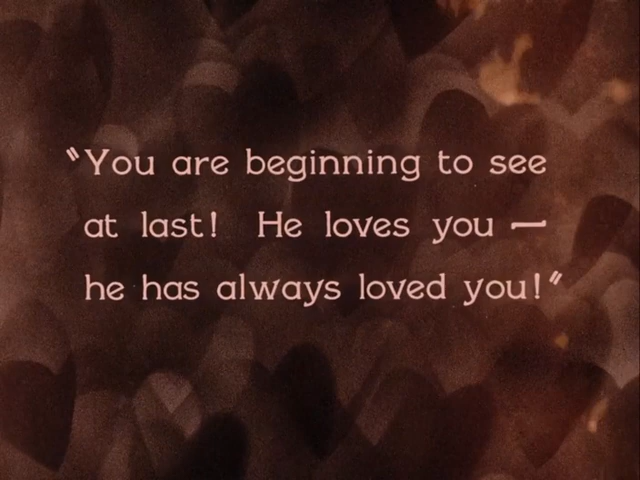 "You are beginning to see
at last! He loves you —
he has always loved you!"